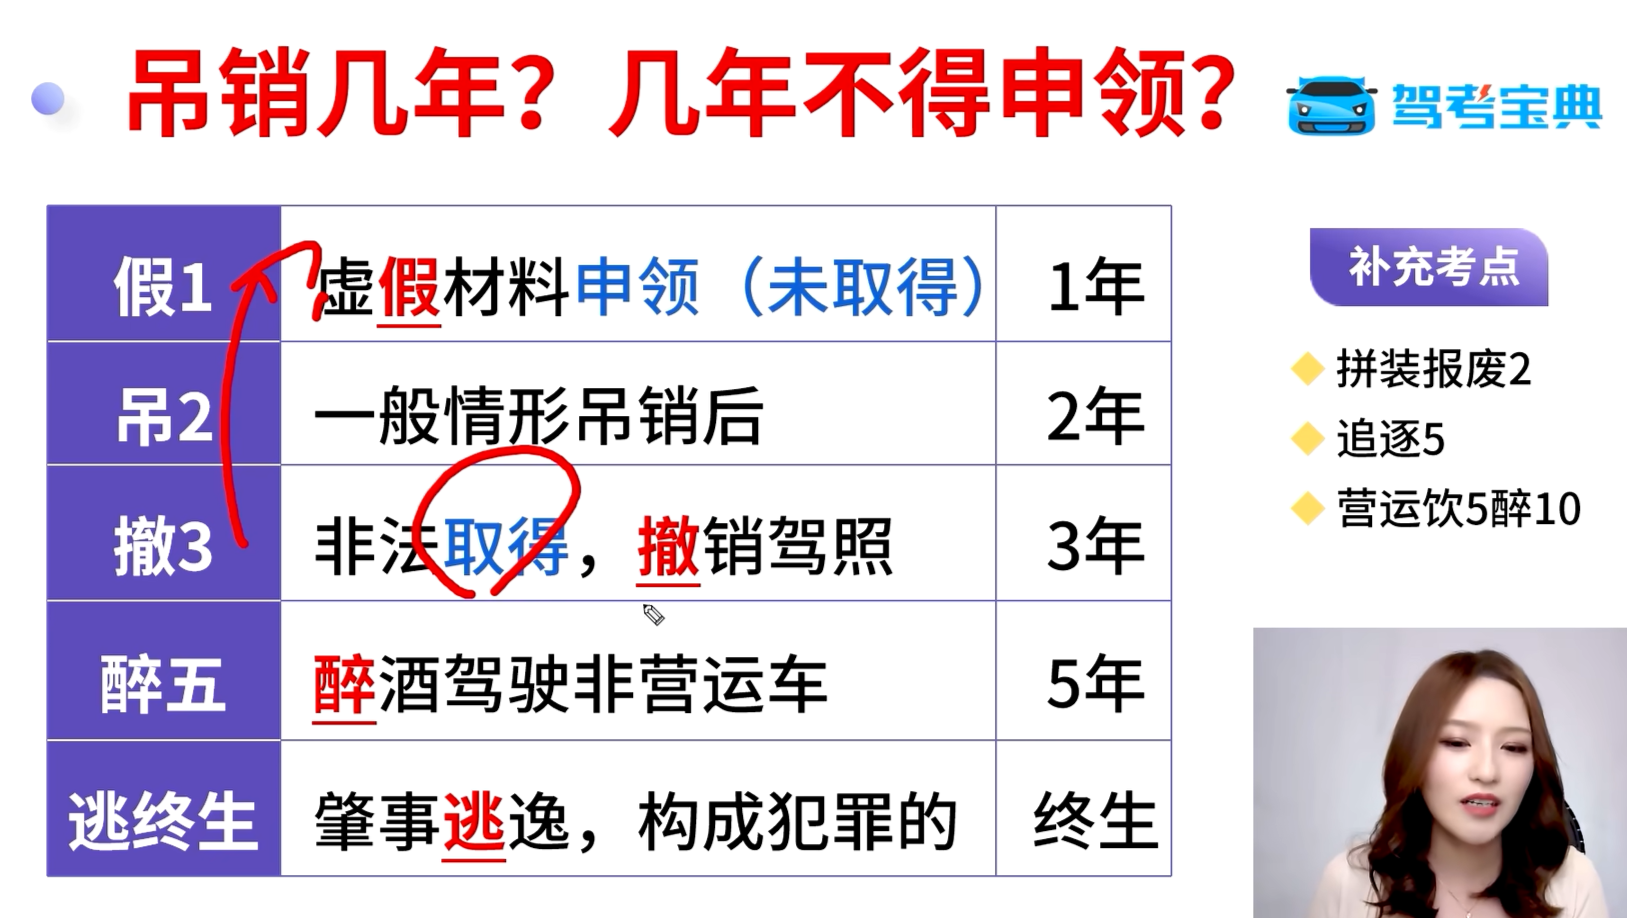 吊销几年？几年不得申领？
驾考宝典
假1 虚假材料申领（未取得） 1年
吊2 一般情形吊销后 2年
撤3 非法取得，撤销驾照 3年
醉五 醉酒驾驶非营运车 5年
逃终生 肇事逃逸，构成犯罪的 终生
补充考点
拼装报废2
追逐5
营运饮5醉10